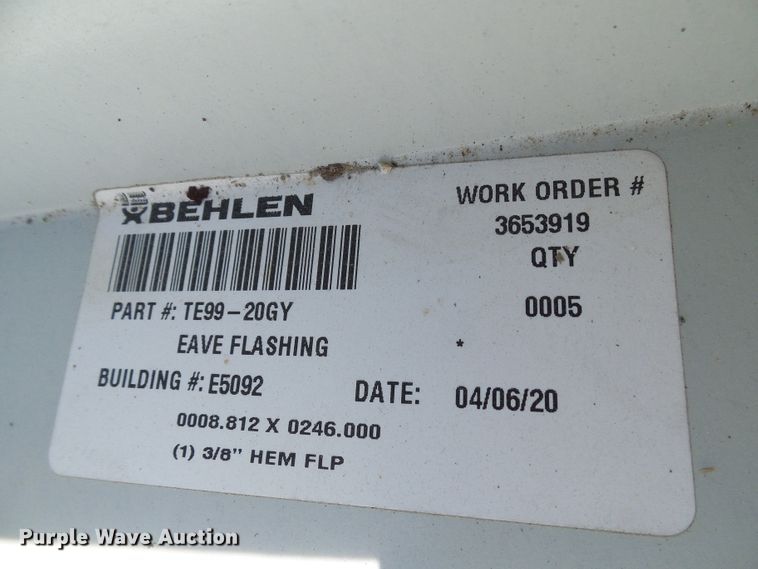 BEHLEN
WORK ORDER #
3653919
QTY
PART #: TE99-20GY
0005
EAVE FLASHING *
BUILDING #: E5092
DATE: 04/06/20
0008.812 X 0246.000
(1) 3/8" HEM FLP
Purple Wave Auction